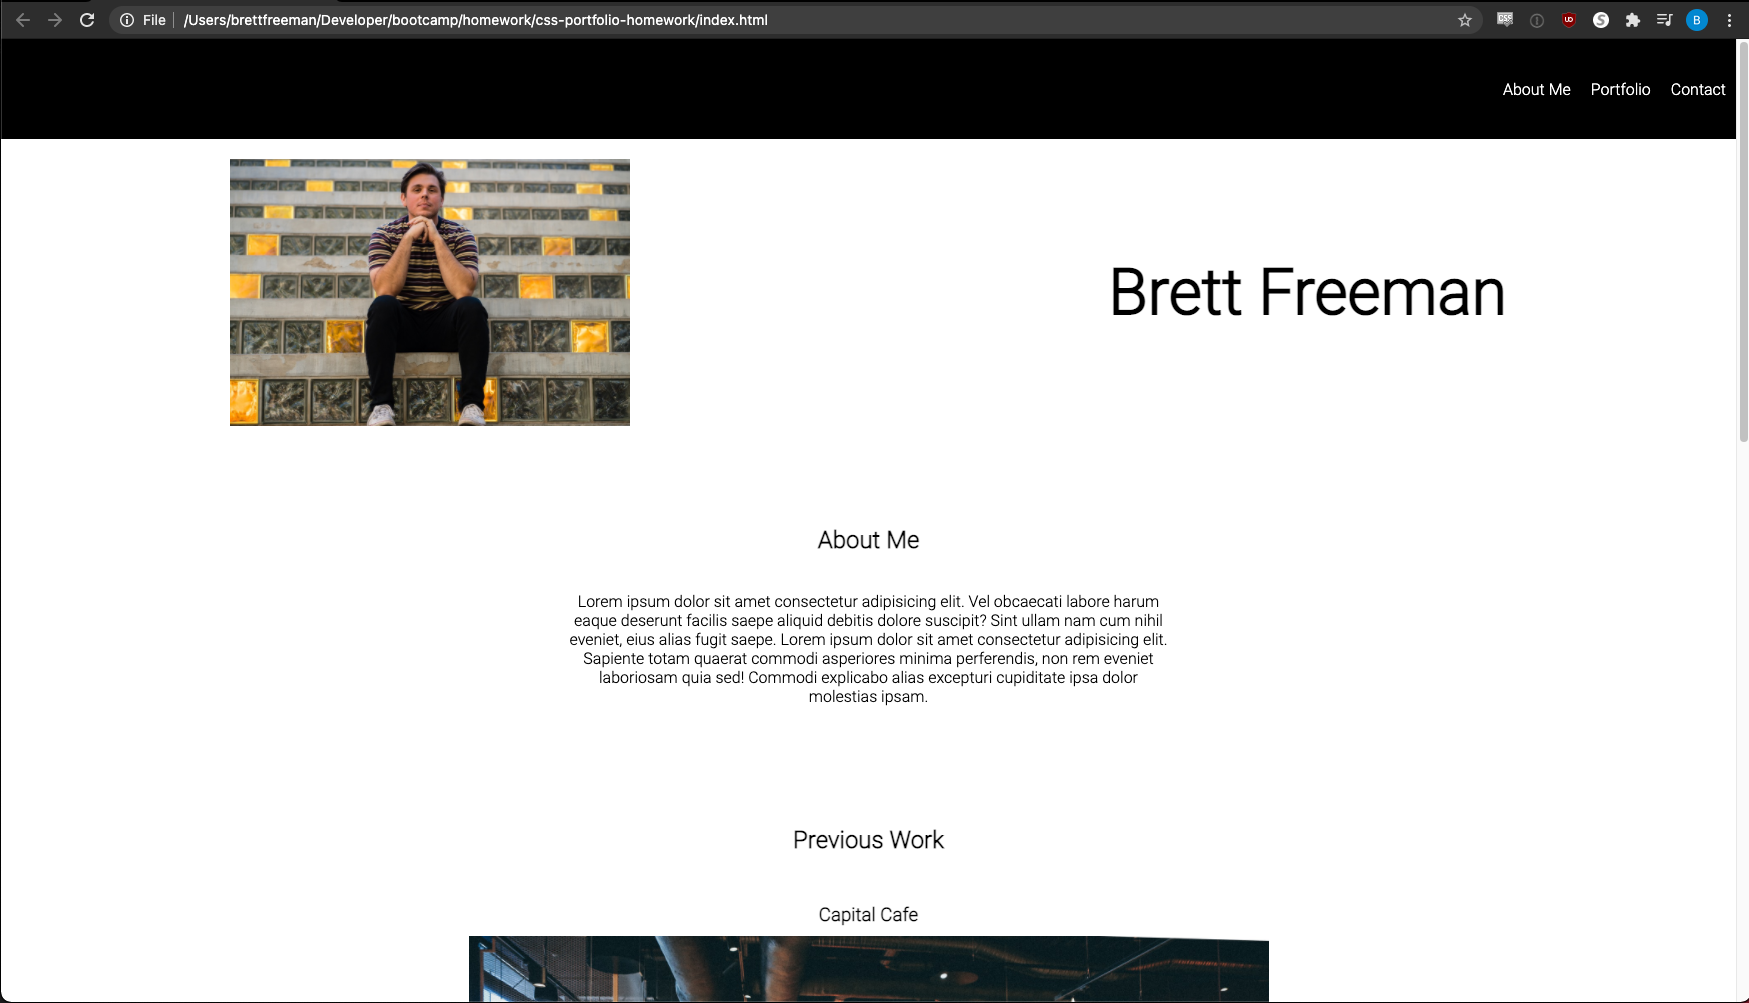 File /Users/brettfreeman/Developer/bootcamp/homework/css-portfolio-homework/index.html
CSS
UD
S
B
About Me Portfolio Contact
Brett Freeman
About Me
Lorem ipsum dolor sit amet consectetur adipisicing elit. Vel obcaecati labore harum
eaque deserunt facilis saepe aliquid debitis dolore suscipit? Sint ullam nam cum nihil
eveniet, eius alias fugit saepe. Lorem ipsum dolor sit amet consectetur adipisicing elit.
Sapiente totam quaerat commodi asperiores minima perferendis, non rem eveniet
laboriosam quia sed! Commodi explicabo alias excepturi cupiditate ipsa dolor
molestias ipsam.
Previous Work
Capital Cafe